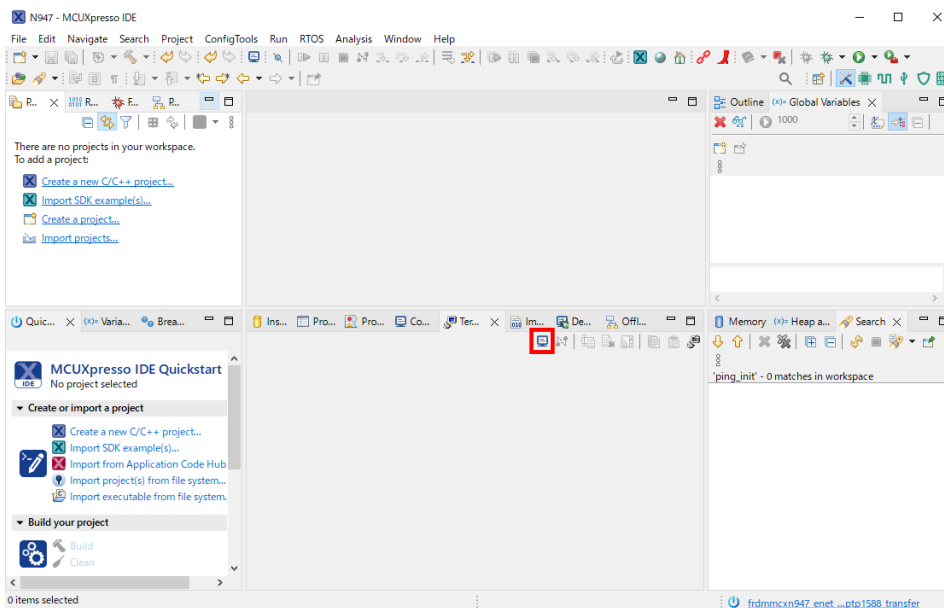 N947 - MCUXpresso IDE
File Edit Navigate Search Project ConfigTools Run RTOS Analysis Window Help
P... R... F... P...
Outline (x)= Global Variables
1000
There are no projects in your workspace.
To add a project:
Create a new C/C++ project...
Import SDK example(s)...
Create a project...
Import projects...
Quic... (x)= Varia... Brea...
Ins... Pro... Pro... Co... Ter... Im... De... Offl...
Memory (x)= Heap a... Search
'ping_init' - 0 matches in workspace
IDE
MCUXpresso IDE Quickstart
No project selected
Create or import a project
Create a new C/C++ project...
Import SDK example(s)...
Import from Application Code Hub
Import project(s) from file system...
Import executable from file system.
Build your project
Build
Clean
0 items selected
frdmmcxn947_enet_...ptp1588_transfer